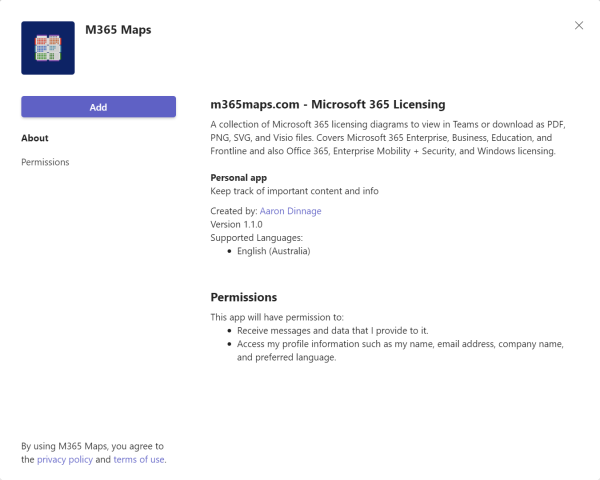 M365 Maps
Add
About
Permissions
m365maps.com - Microsoft 365 Licensing
A collection of Microsoft 365 licensing diagrams to view in Teams or download as PDF,
PNG, SVG, and Visio files. Covers Microsoft 365 Enterprise, Business, Education, and
Frontline and also Office 365, Enterprise Mobility + Security, and Windows licensing.
Personal app
Keep track of important content and info
Created by: Aaron Dinnage
Version 1.1.0
Supported Languages:
• English (Australia)
Permissions
This app will have permission to:
• Receive messages and data that I provide to it.
• Access my profile information such as my name, email address, company name,
and preferred language.
By using M365 Maps, you agree to
the privacy policy and terms of use.